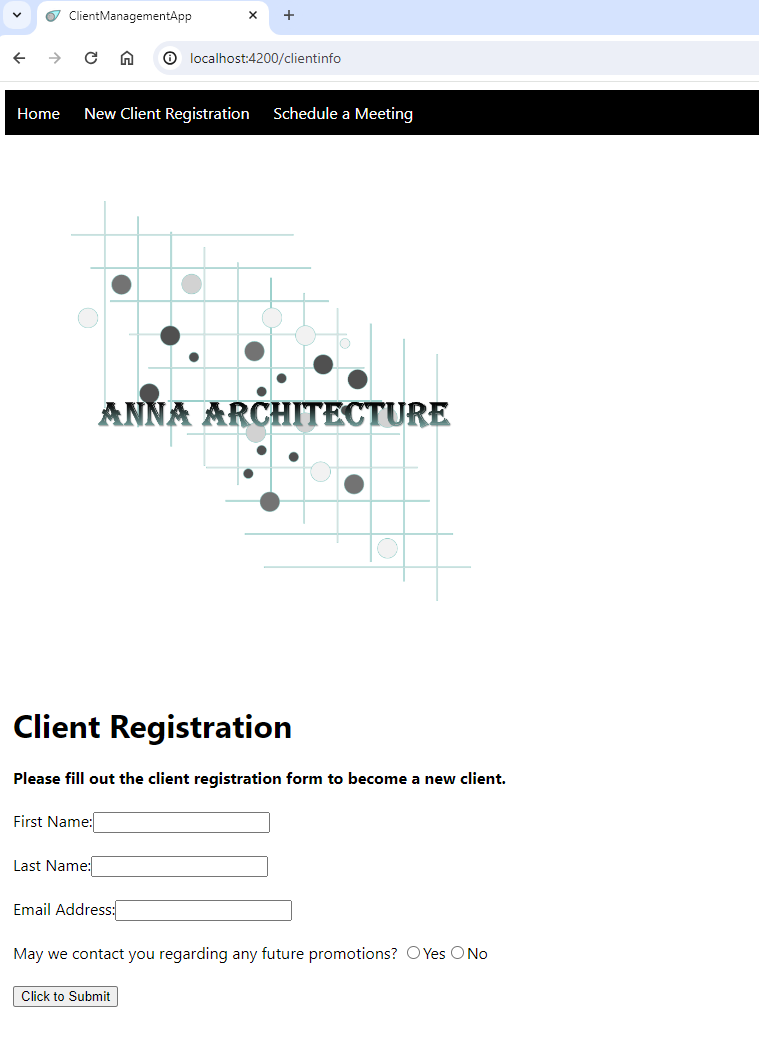 ClientManagementApp
localhost:4200/clientinfo
Home New Client Registration Schedule a Meeting
ANNA ARCHITECTURE
Client Registration
Please fill out the client registration form to become a new client.
First Name:
Last Name:
Email Address:
May we contact you regarding any future promotions? Yes No
Click to Submit